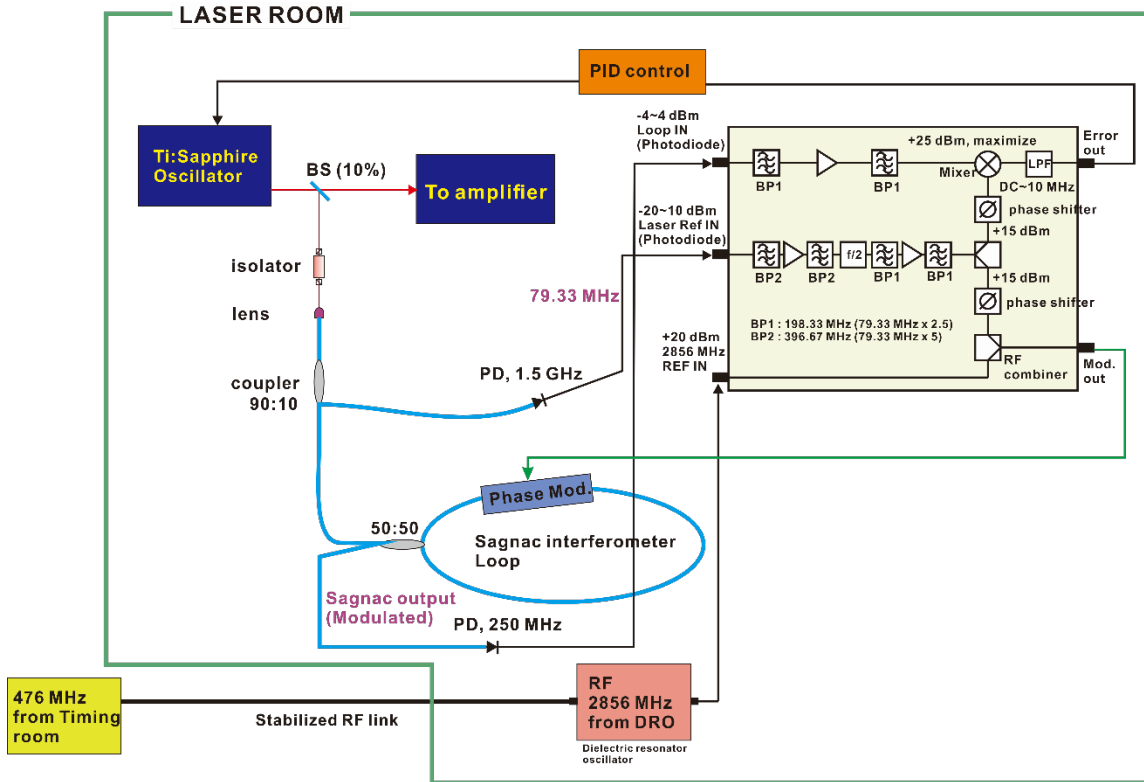 LASER ROOM
PID control
Ti:Sapphire
Oscillator
BS (10%)
To amplifier
isolator
lens
coupler
90:10
79.33 MHz
PD, 1.5 GHz
-4~4 dBm
Loop IN
(Photodiode)
-20~10 dBm
Laser Ref IN
(Photodiode)
+20 dBm
2856 MHz
REF IN
BP1
BP1
+25 dBm, maximize
Mixer
LPF
DC~10 MHz
Error
out
phase shifter
+15 dBm
BP2
BP2
f/2
BP1
BP1
+15 dBm
phase shifter
BP1 : 198.33 MHz (79.33 MHz x 2.5)
BP2 : 396.67 MHz (79.33 MHz x 5)
RF
combiner
Mod.
out
Phase Mod.
50:50
Sagnac interferometer
Loop
Sagnac output
(Modulated)
PD, 250 MHz
476 MHz
from Timing
room
Stabilized RF link
RF
2856 MHz
from DRO
Dielectric resonator
oscillator